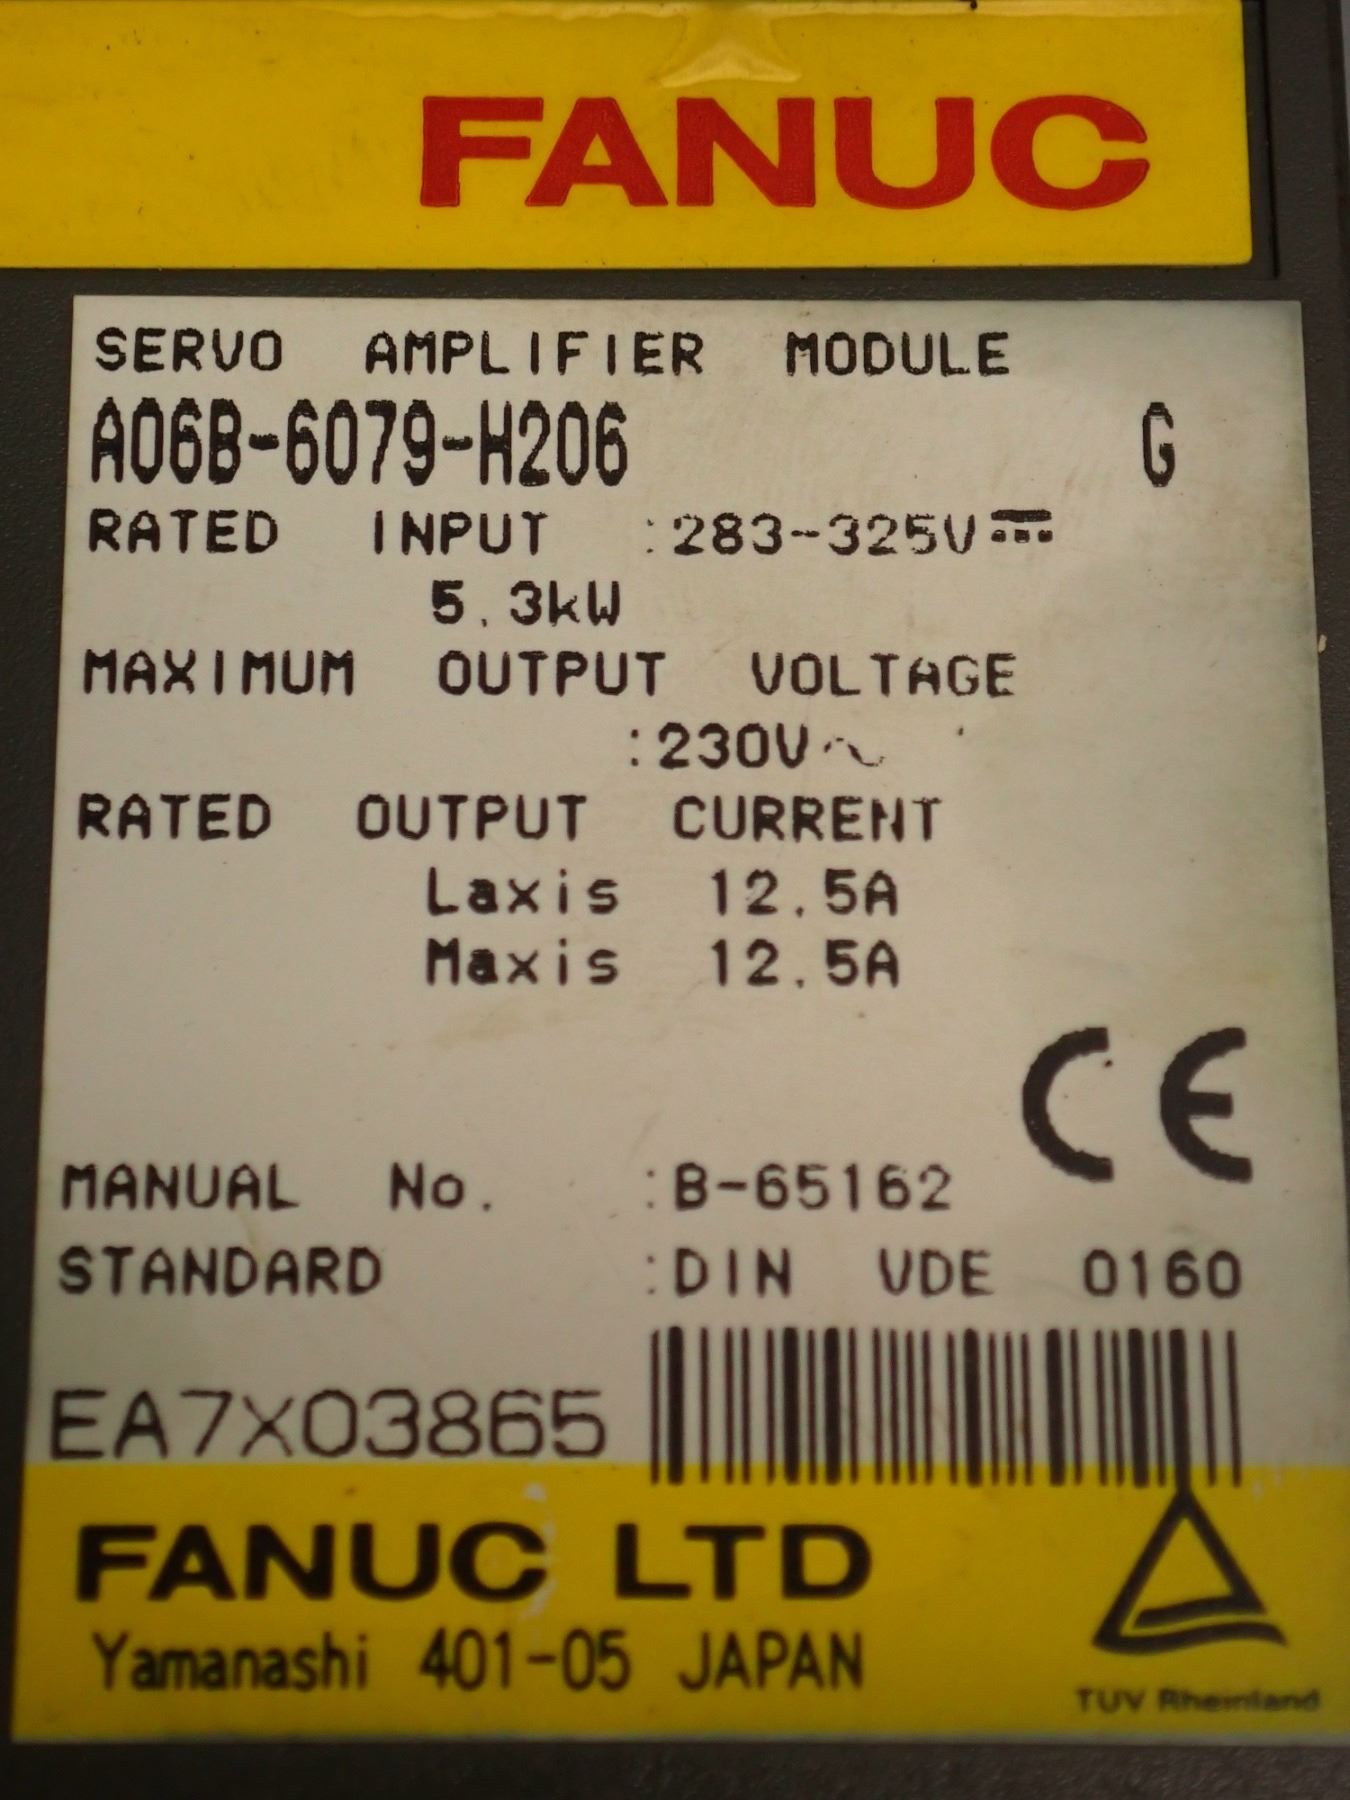 FANUC
SERVO AMPLIFIER MODULE
A06B-6079-H206 G
RATED INPUT :283-325V⎓
5.3kW
MAXIMUM OUTPUT VOLTAGE
:230V~
RATED OUTPUT CURRENT
Laxis 12.5A
Maxis 12.5A
CE
MANUAL No. :B-65162
STANDARD :DIN VDE 0160
EA7X03865
FANUC LTD
Yamanashi 401-05 JAPAN
TUV Rheinland